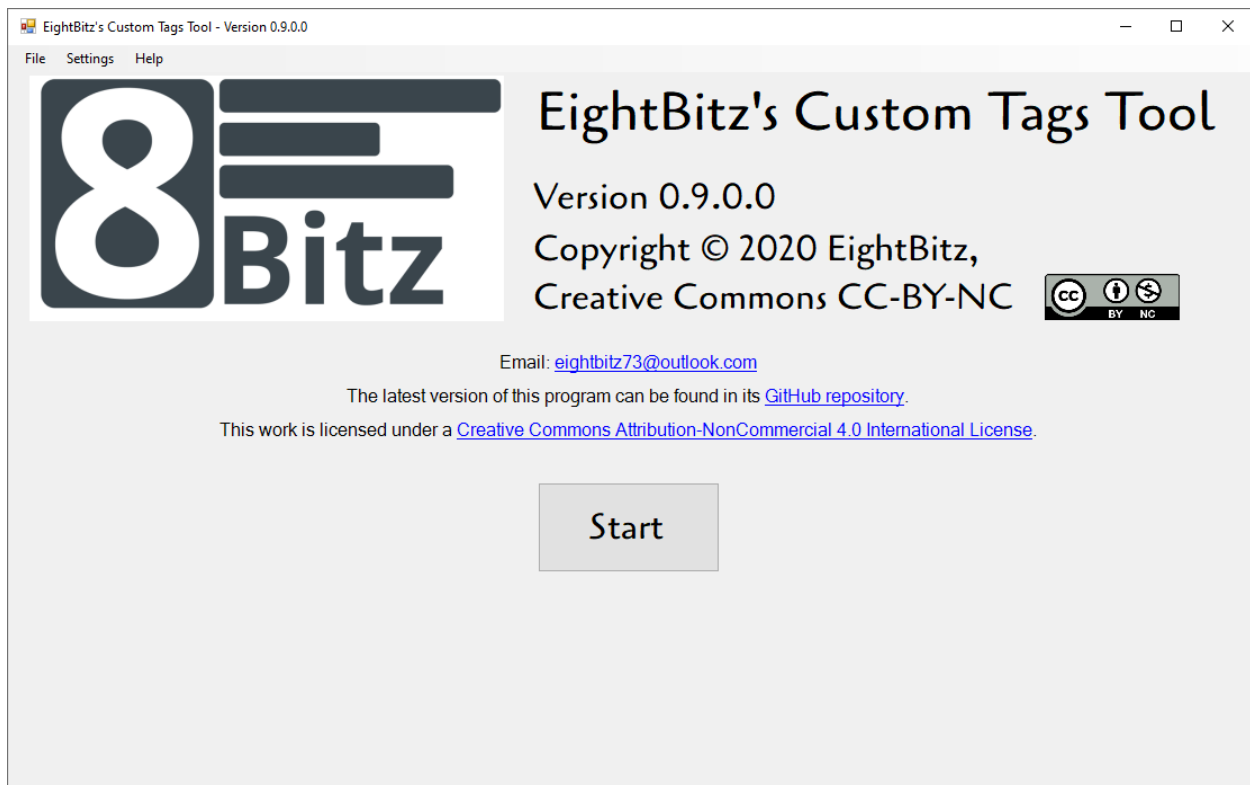 EightBitz's Custom Tags Tool - Version 0.9.0.0
File Settings Help
8
Bitz
EightBitz's Custom Tags Tool
Version 0.9.0.0
Copyright © 2020 EightBitz,
Creative Commons CC-BY-NC
cc
BY NC
Email: eightbitz73@outlook.com
The latest version of this program can be found in its GitHub repository.
This work is licensed under a Creative Commons Attribution-NonCommercial 4.0 International License.
Start